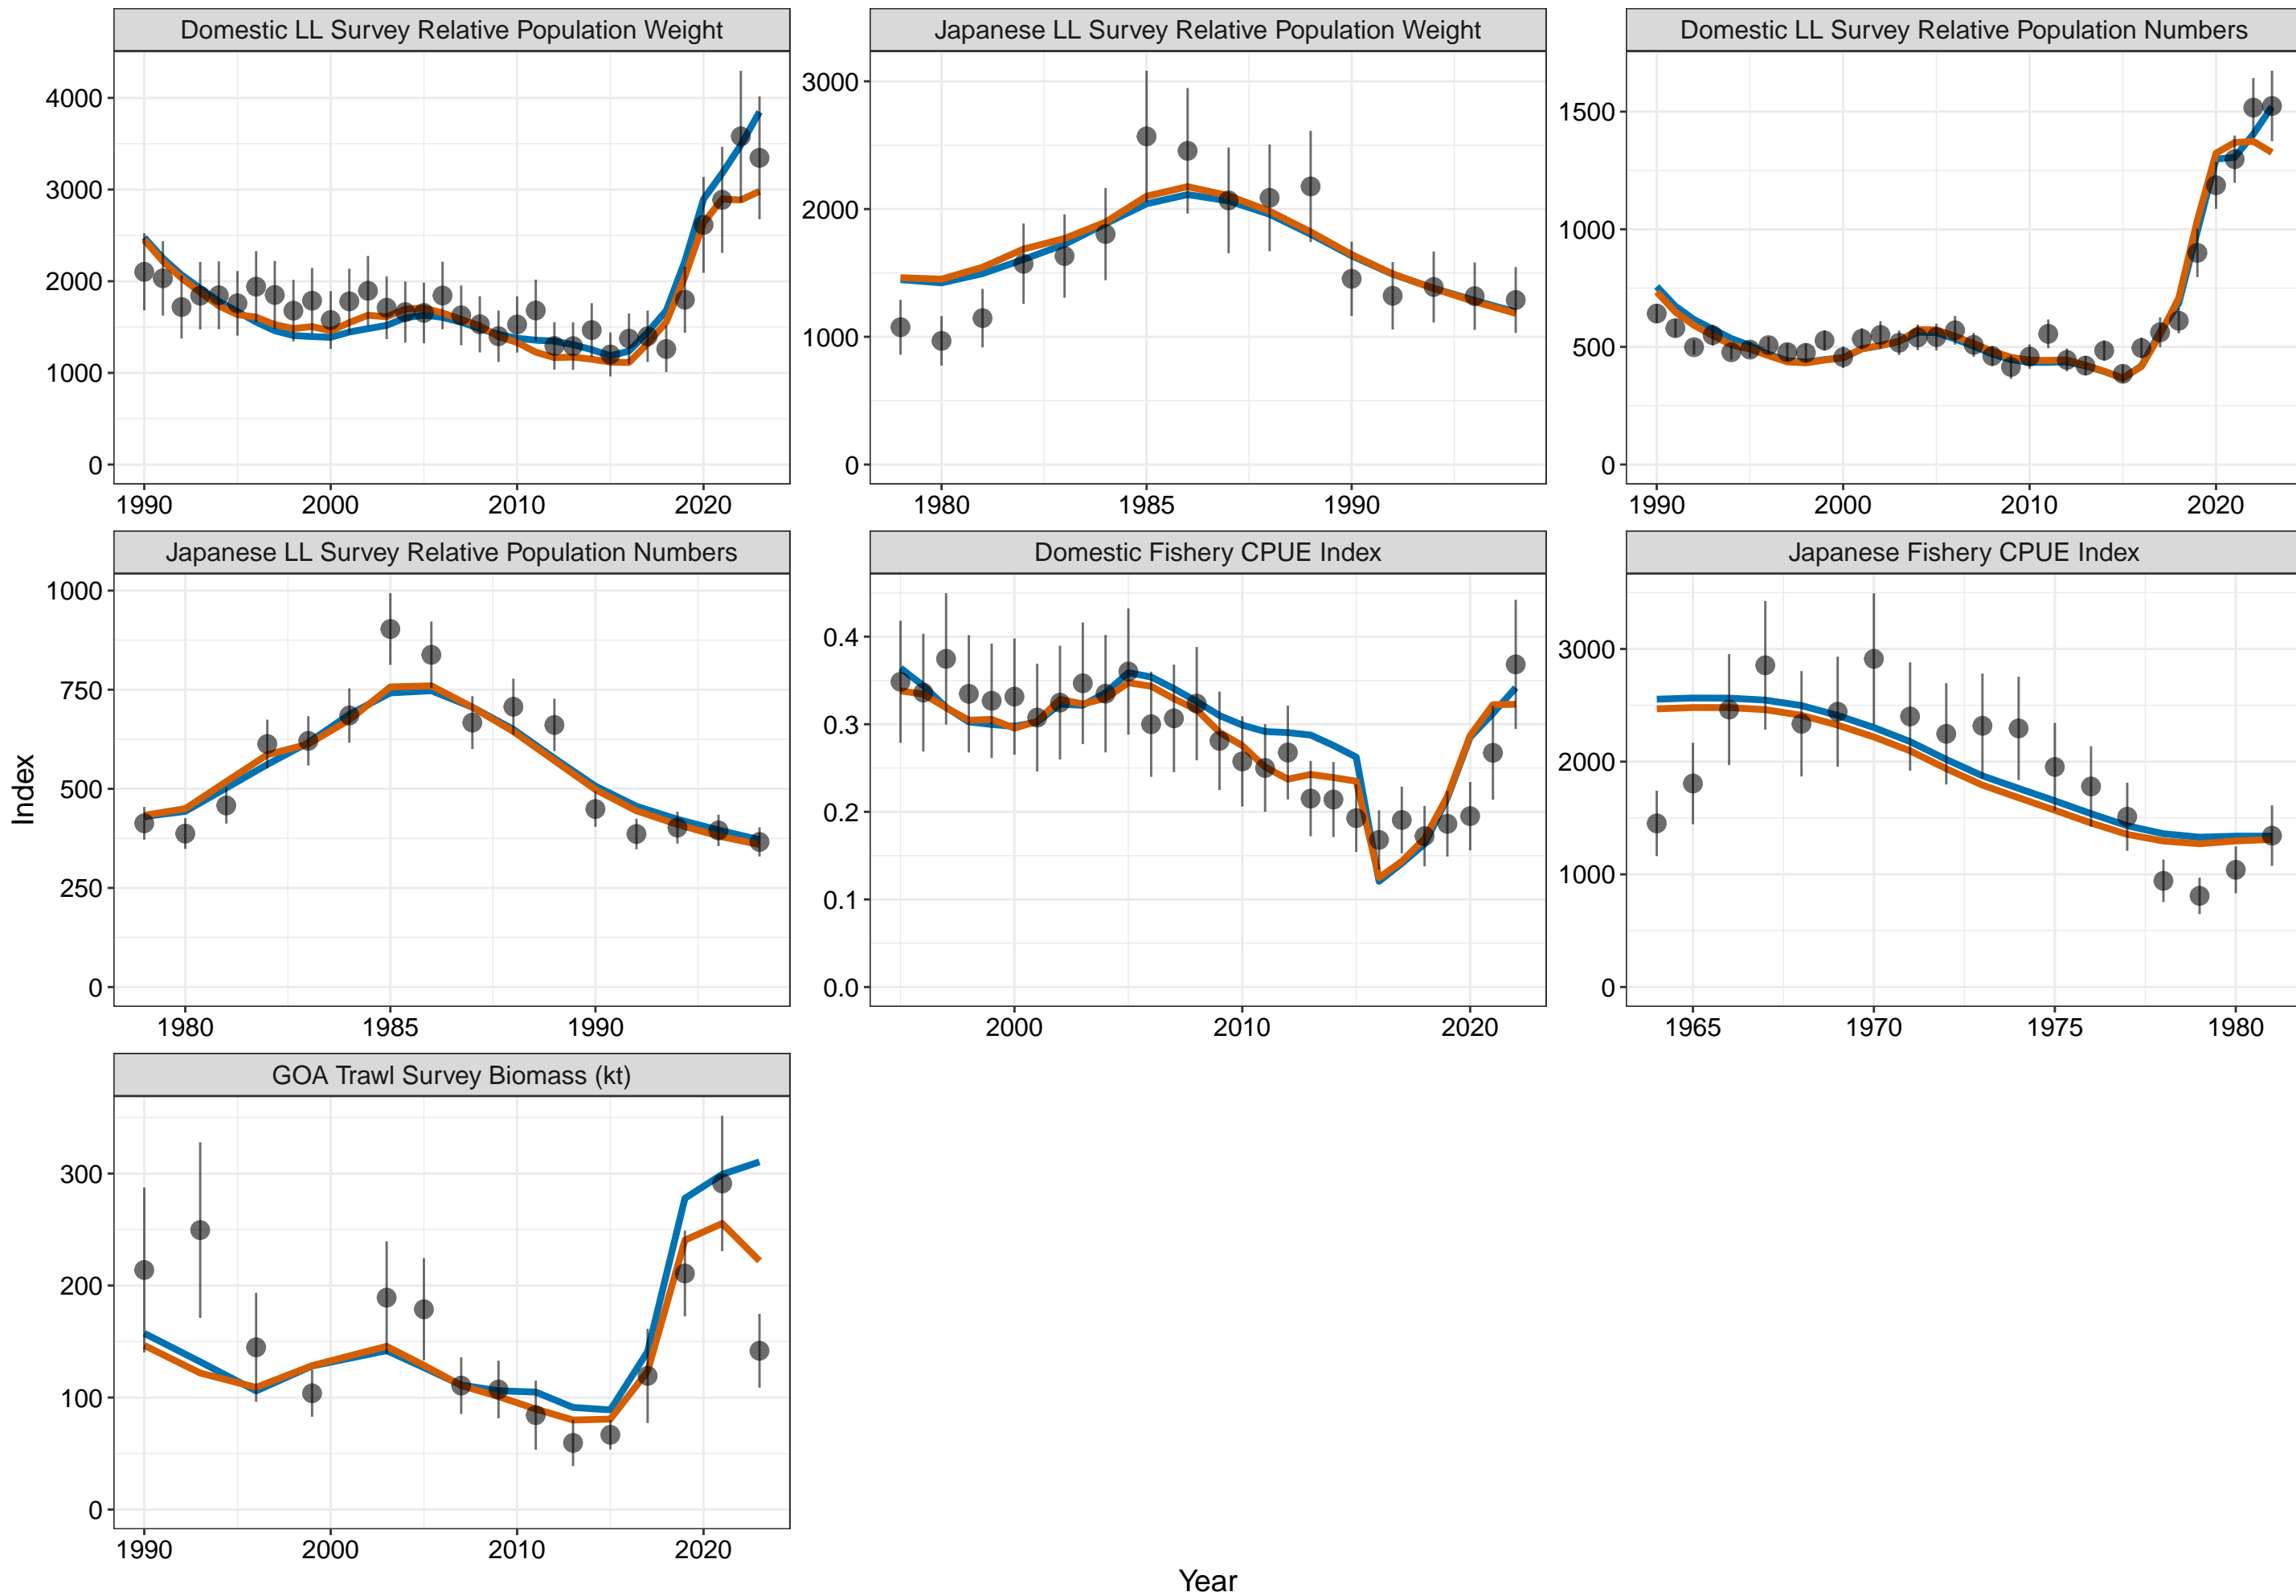 Domestic LL Survey Relative Population Weight
Japanese LL Survey Relative Population Weight
Domestic LL Survey Relative Population Numbers
4000
3000
2000
1000
0
1990 2000 2010 2020
3000
2000
1000
0
1980 1985 1990
1500
1000
500
0
1990 2000 2010 2020
Japanese LL Survey Relative Population Numbers
Domestic Fishery CPUE Index
Japanese Fishery CPUE Index
1000
750
500
250
0
1980 1985 1990
0.4
0.3
0.2
0.1
0.0
2000 2010 2020
3000
2000
1000
0
1965 1970 1975 1980
GOA Trawl Survey Biomass (kt)
300
200
100
0
1990 2000 2010 2020
Index
Year